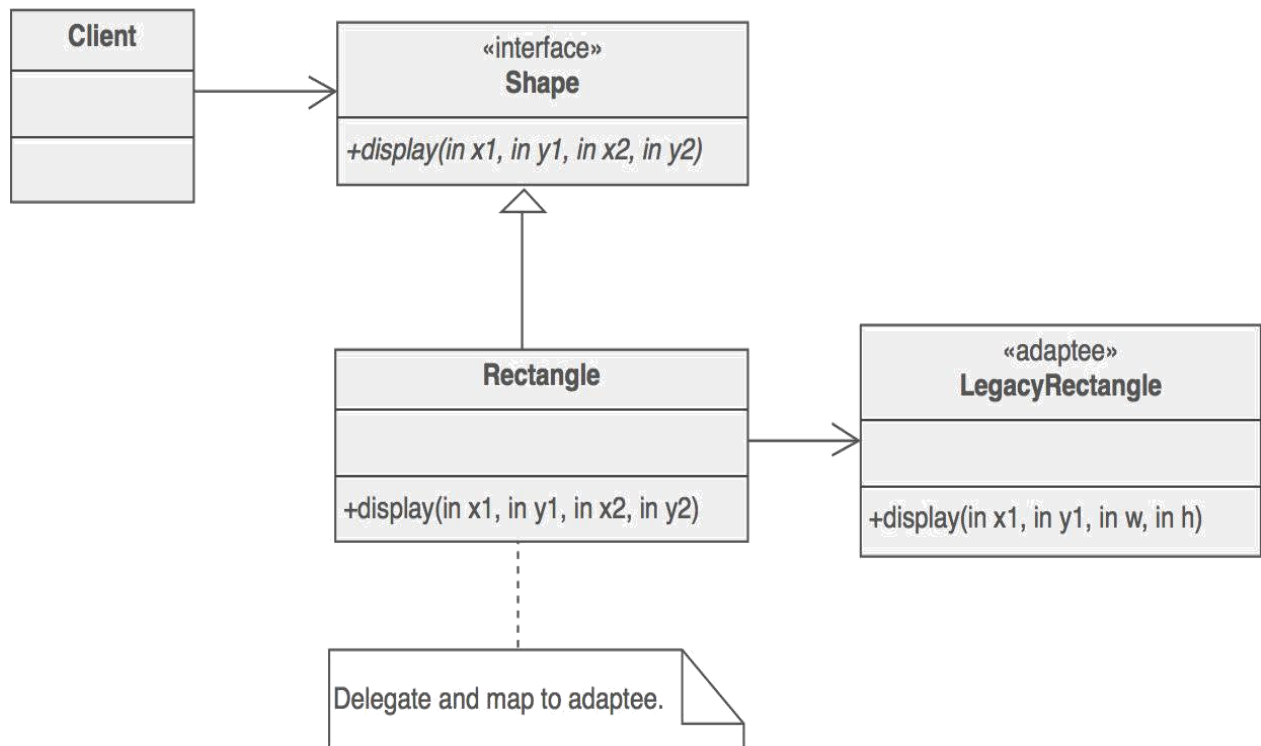 Client
«interface»
Shape
+display(in x1, in y1, in x2, in y2)
Rectangle
+display(in x1, in y1, in x2, in y2)
«adaptee»
LegacyRectangle
+display(in x1, in y1, in w, in h)
Delegate and map to adaptee.